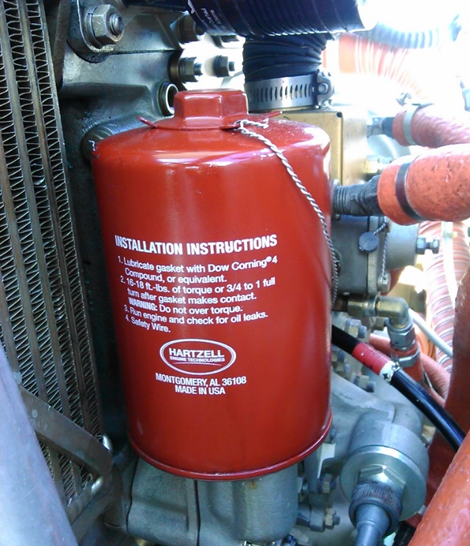 INSTALLATION INSTRUCTIONS
1. Lubricate gasket with Dow Corning® 4
Compound, or equivalent.
2. 16-18 ft.-lbs. of torque or 3/4 to 1 full
turn after gasket makes contact.
WARNING: Do not over torque.
3. Run engine and check for oil leaks.
4. Safety Wire.
HARTZELL
ENGINE TECHNOLOGIES
MONTGOMERY, AL 36108
MADE IN USA